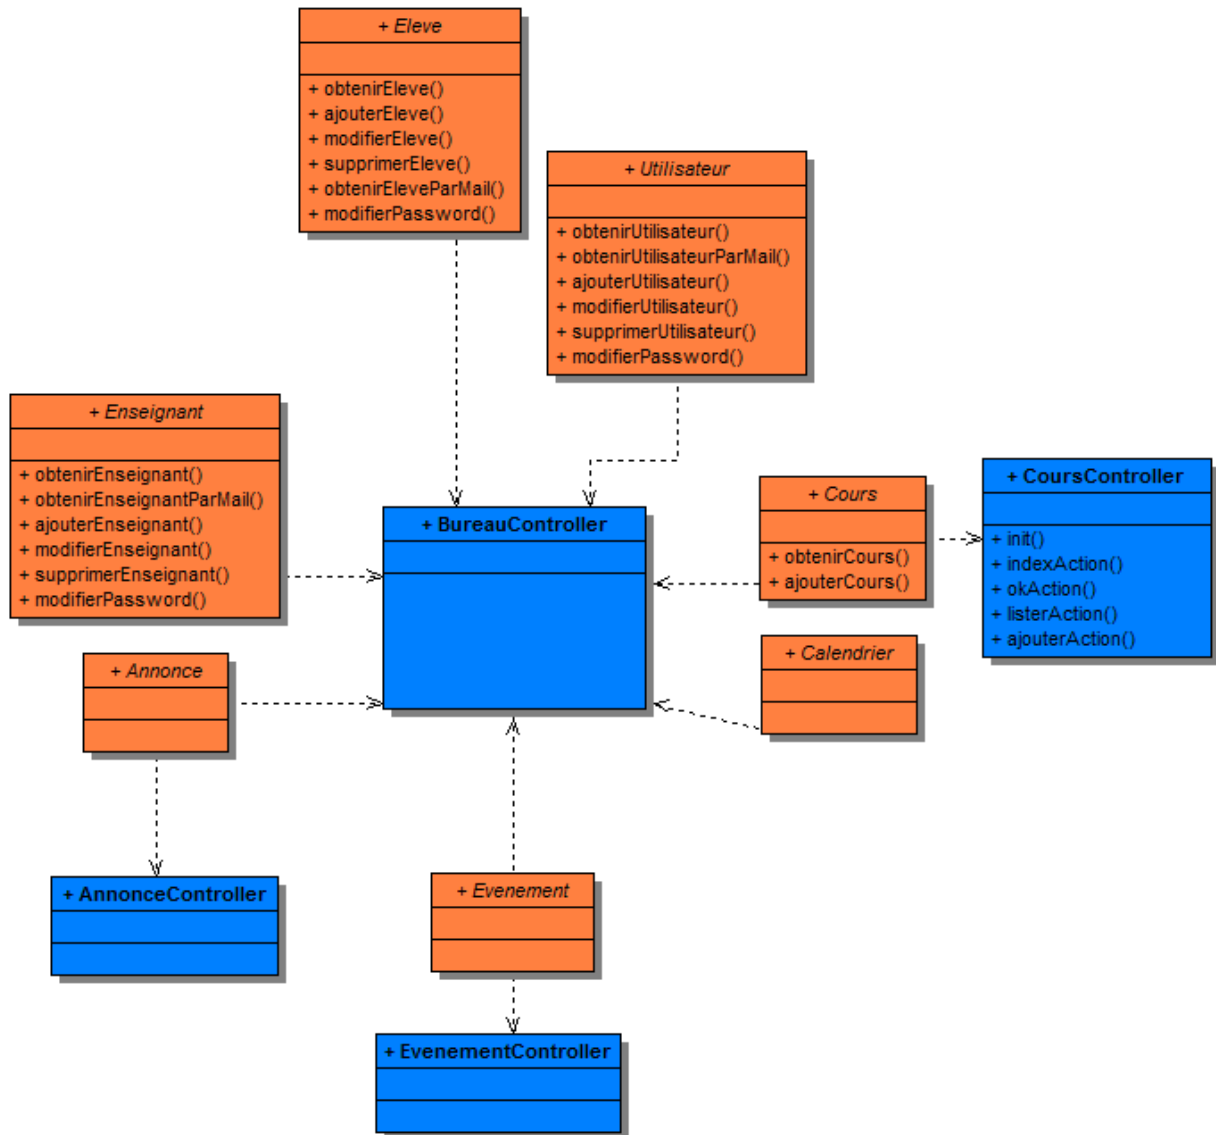 + Eleve
+ obtenirEleve()
+ ajouterEleve()
+ modifierEleve()
+ supprimerEleve()
+ obtenirEleveParMail()
+ modifierPassword()
+ Utilisateur
+ obtenirUtilisateur()
+ obtenirUtilisateurParMail()
+ ajouterUtilisateur()
+ modifierUtilisateur()
+ supprimerUtilisateur()
+ modifierPassword()
+ Enseignant
+ obtenirEnseignant()
+ obtenirEnseignantParMail()
+ ajouterEnseignant()
+ modifierEnseignant()
+ supprimerEnseignant()
+ modifierPassword()
+ BureauController
+ Cours
+ obtenirCours()
+ ajouterCours()
+ CoursController
+ init()
+ indexAction()
+ okAction()
+ listerAction()
+ ajouterAction()
+ Annonce
+ Calendrier
+ AnnonceController
+ Evenement
+ EvenementController